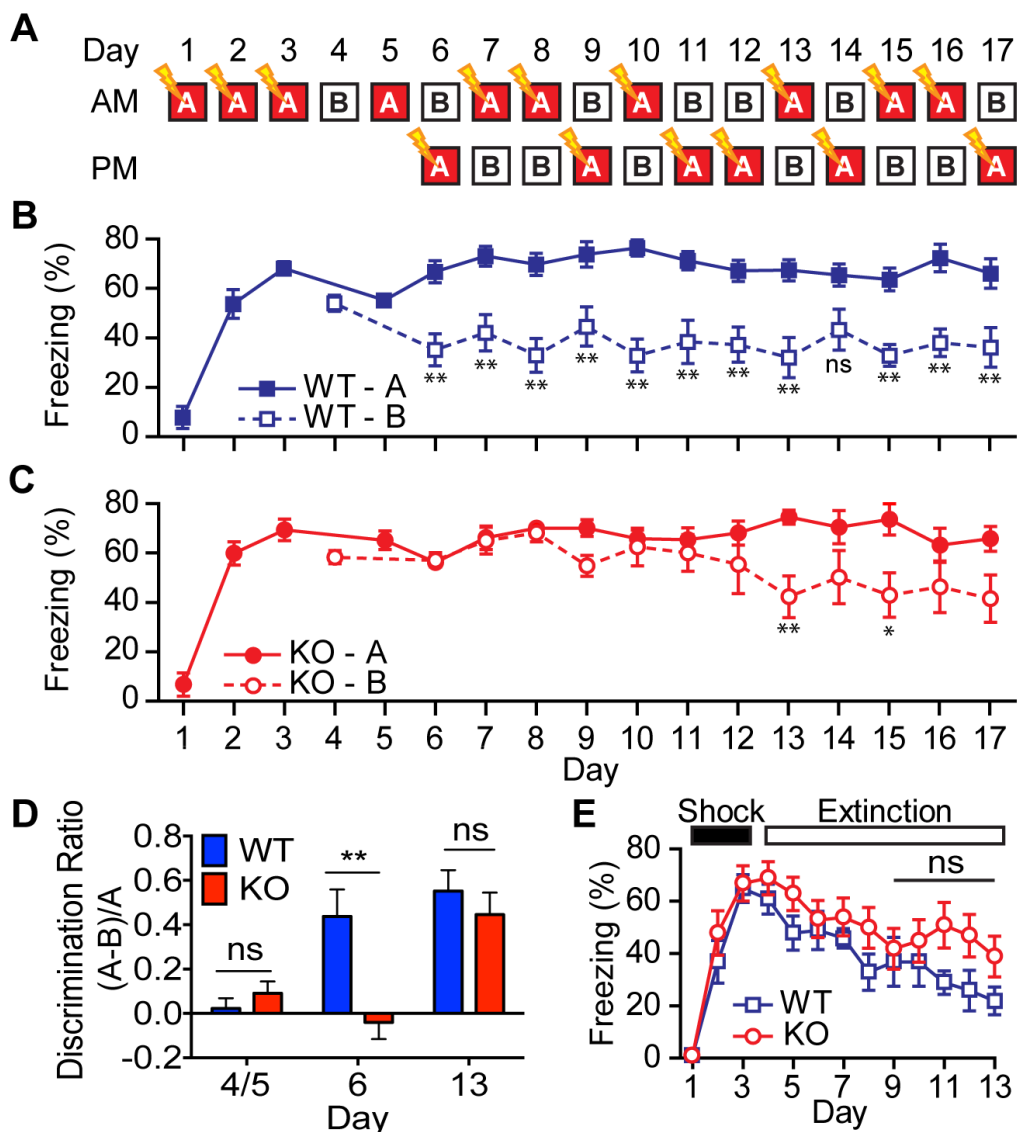 A
Day 1 2 3 4 5 6 7 8 9 10 11 12 13 14 15 16 17
AM A A A B A B A A B A B B A B A A B
PM A B B A B A A B A B B A
B
Freezing (%)
80
60
40
20
0
WT - A
WT - B
** ** ** ** ** ** ** ** ns ** ** **
C
Freezing (%)
80
60
40
20
0
KO - A
KO - B
** *
1 2 3 4 5 6 7 8 9 10 11 12 13 14 15 16 17
Day
D
Discrimination Ratio
(A-B)/A
0.8
0.6
0.4
0.2
0.0
-0.2
WT
KO
ns
**
ns
4/5 6 13
Day
E
Shock Extinction
ns
Freezing (%)
80
60
40
20
0
WT
KO
1 3 5 7 9 11 13
Day